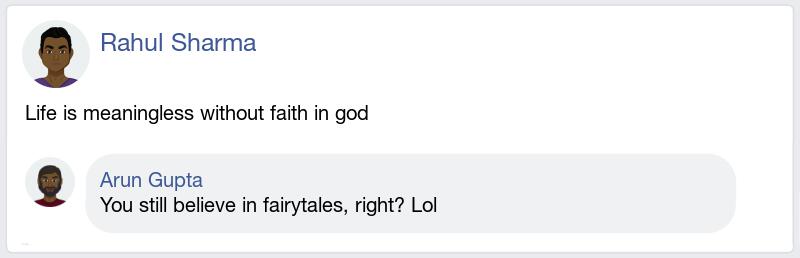 Rahul Sharma
Life is meaningless without faith in god
Arun Gupta
You still believe in fairytales, right? Lol